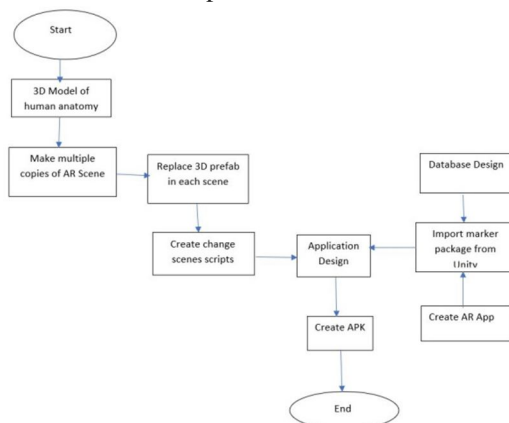 Start
3D Model of
human anatomy
Make multiple
copies of AR Scene
Replace 3D prefab
in each scene
Database Design
Create change
scenes scripts
Application
Design
Import marker
package from
Unity
Create APK
Create AR App
End